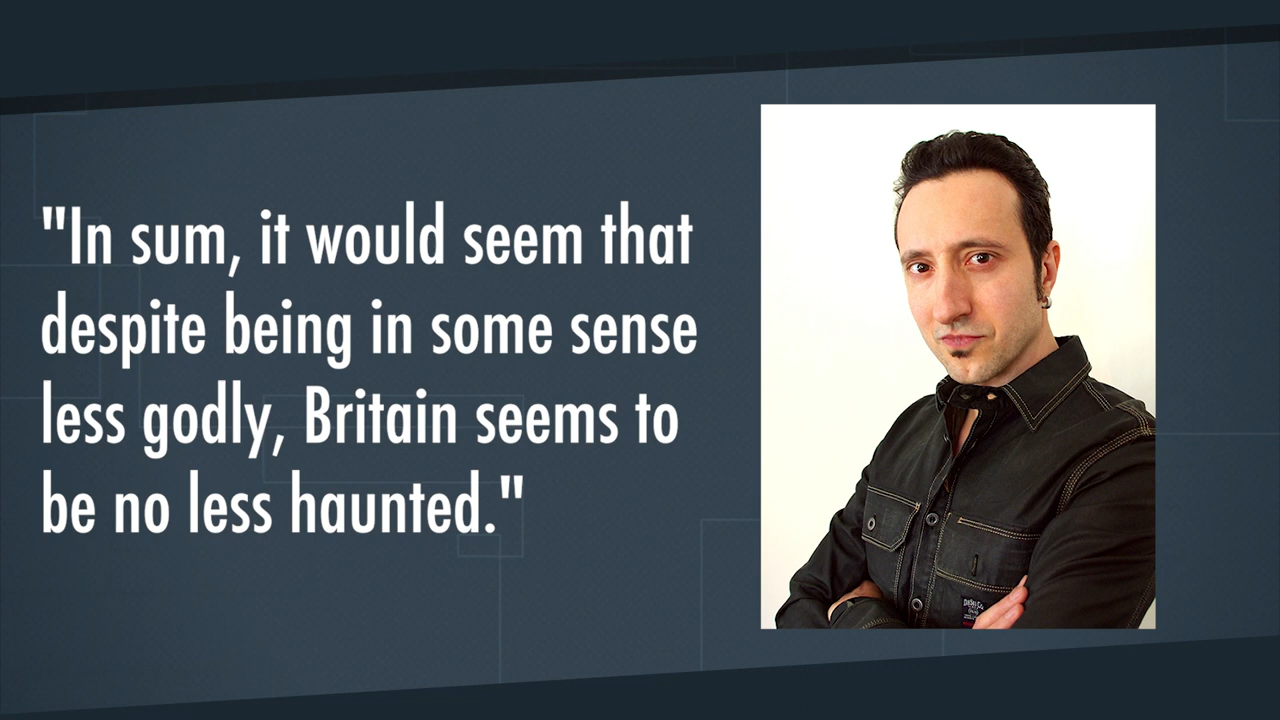 "In sum, it would seem that
despite being in some sense
less godly, Britain seems to
be no less haunted."